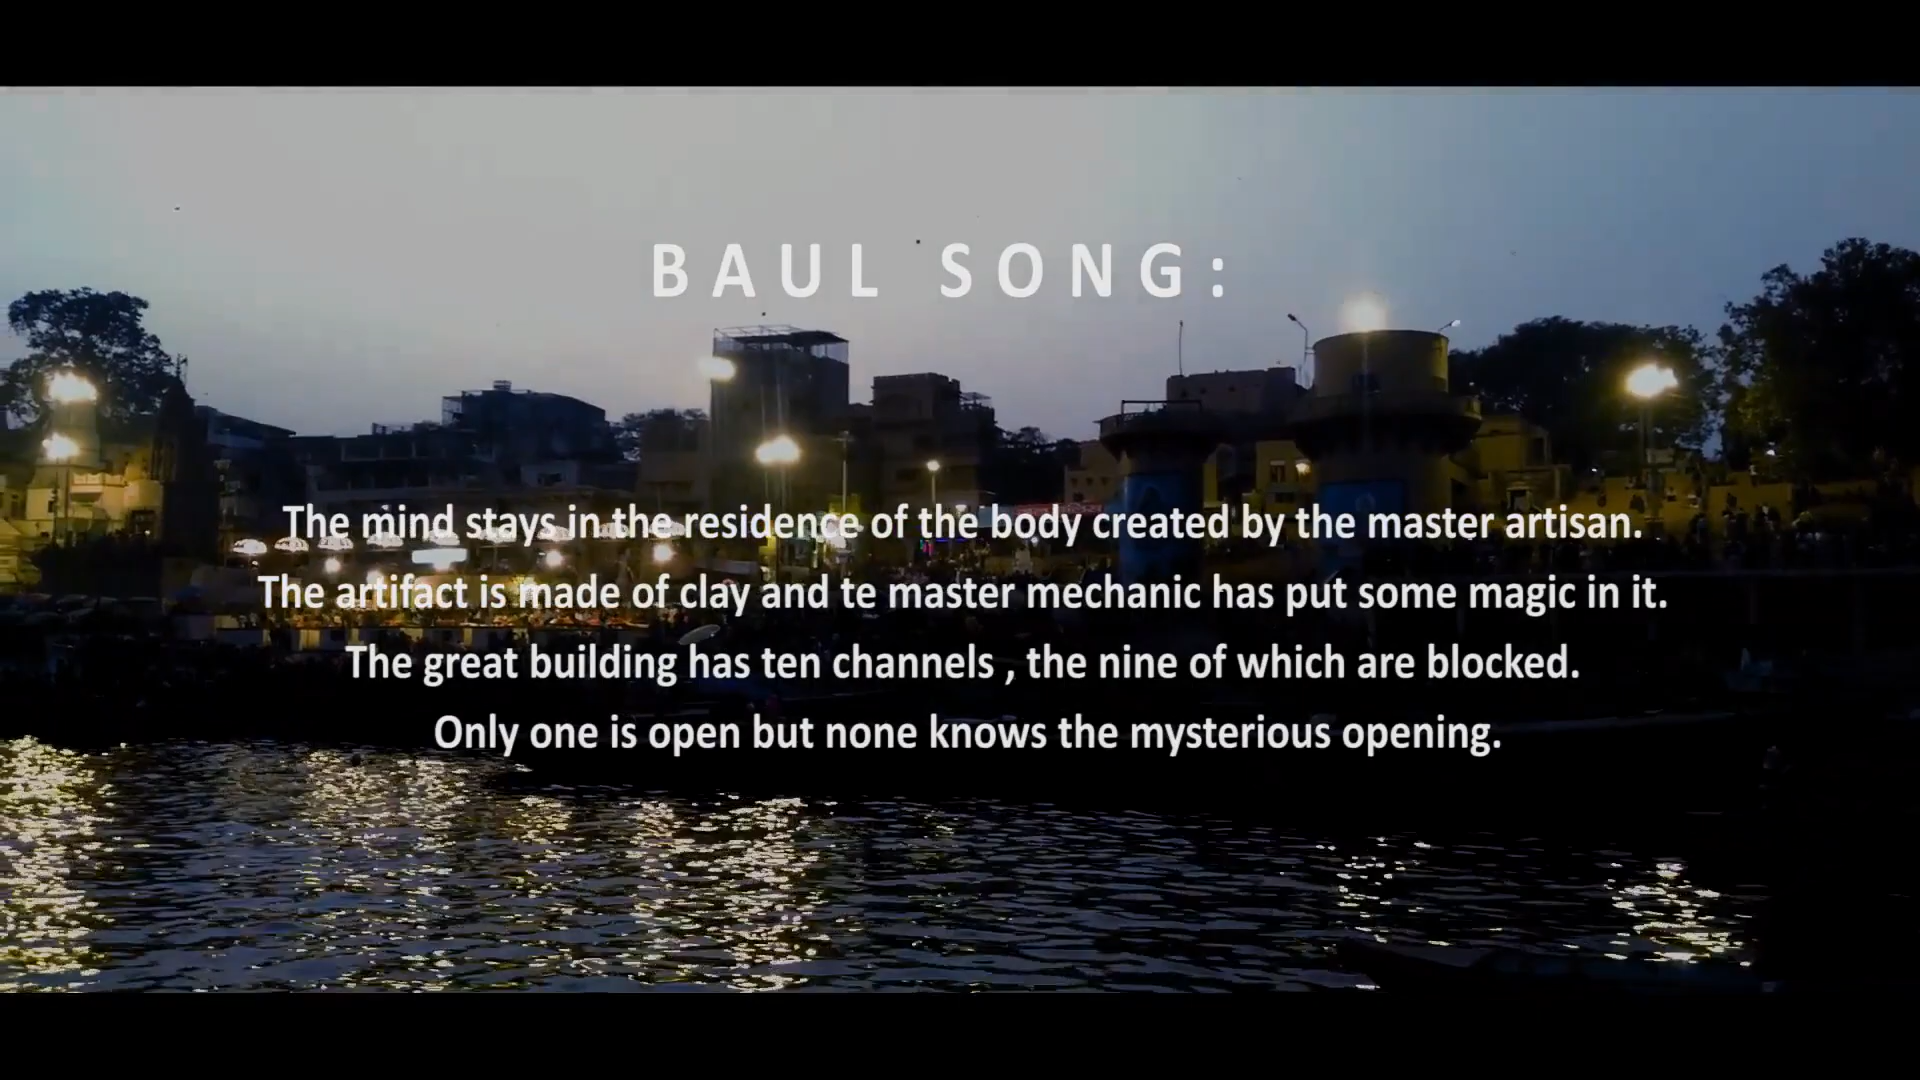 BAUL SONG:
The mind stays in the residence of the body created by the master artisan.
The artifact is made of clay and te master mechanic has put some magic in it.
The great building has ten channels , the nine of which are blocked.
Only one is open but none knows the mysterious opening.